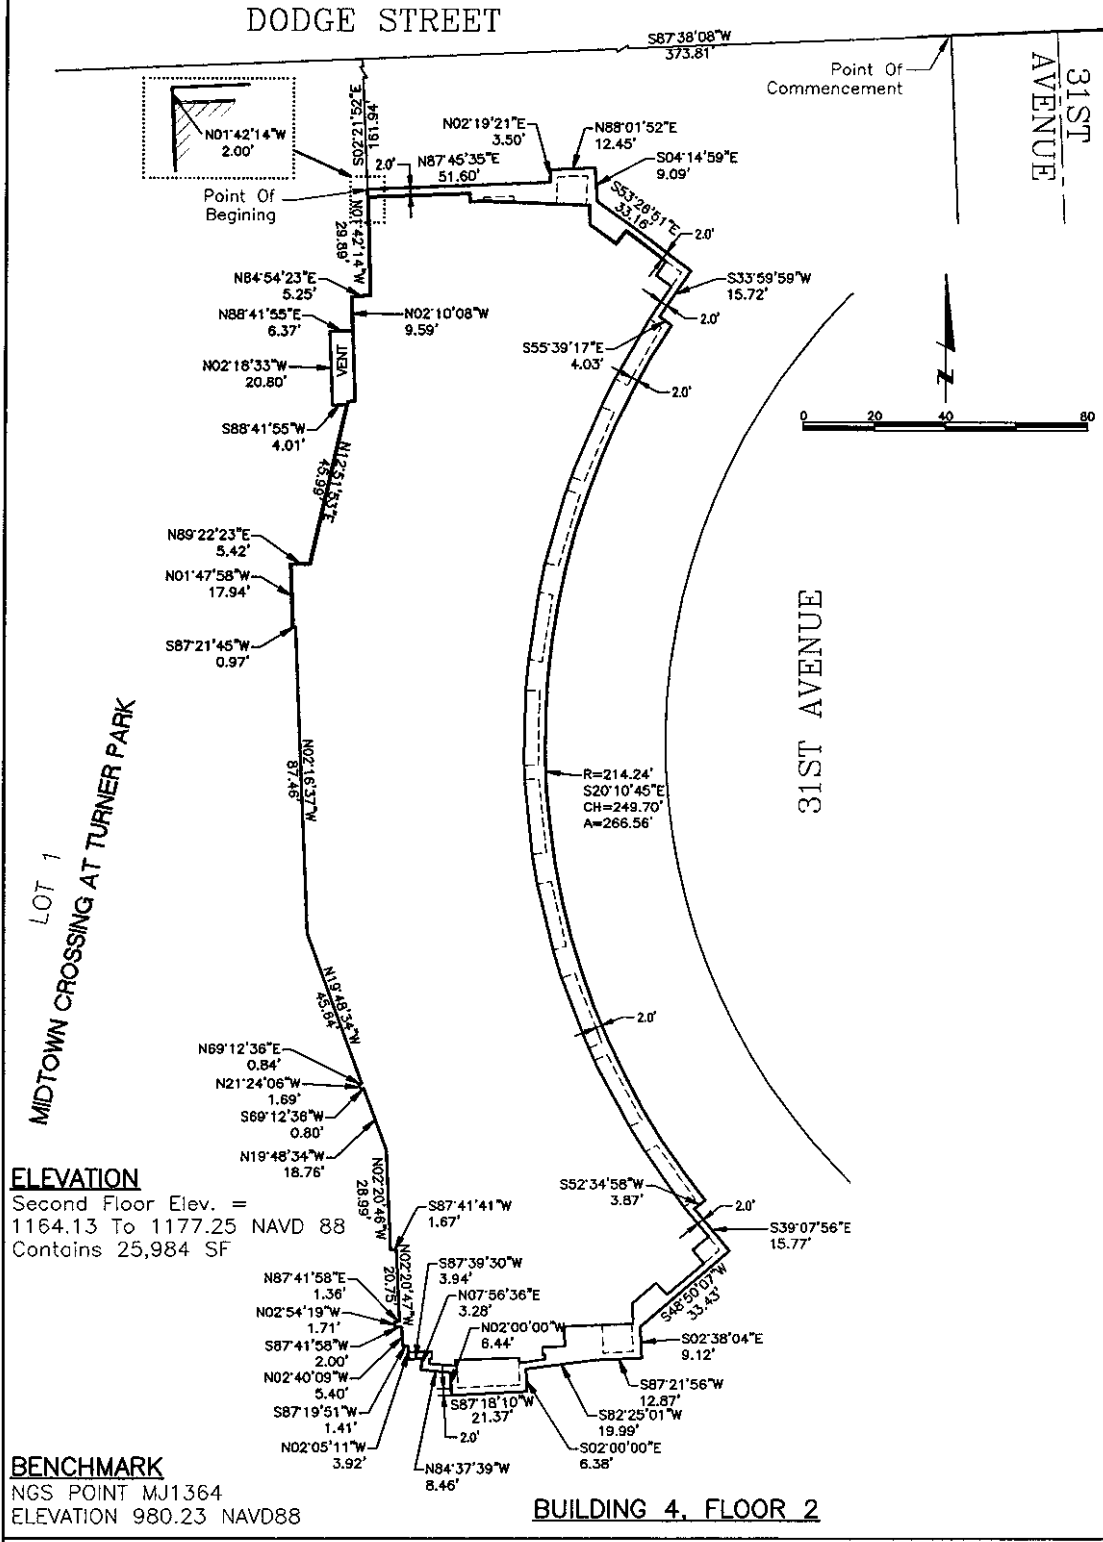 DODGE STREET
S87°38'08"W
373.81'
Point Of
Commencement
31ST
AVENUE
N01°42'14"W
2.00'
S02°21'52"E
161.94'
N02°19'21"E
3.50'
N88°01'52"E
12.45'
N87°45'35"E
51.60'
2.0'
S04°14'59"E
9.09'
Point Of
Begining
S53°26'51"E
33.16'
2.0'
N01°42'14"W
29.89'
N84°54'23"E
5.25'
S33°59'59"W
15.72'
N88°41'55"E
6.37'
N02°10'08"W
9.59'
2.0'
S55°39'17"E
4.03'
N02°18'33"W
20.80'
VENT
2.0'
0 20 40 80
N
S88°41'55"W
4.01'
N12°51'53"E
45.99'
N89°22'23"E
5.42'
N01°47'58"W
17.94'
S87°21'45"W
0.97'
31ST AVENUE
N02°16'37"W
87.46'
R=214.24'
S20°10'45"E
CH=249.70'
A=266.56'
LOT 1
MIDTOWN CROSSING AT TURNER PARK
N19°48'34"W
45.64'
2.0'
N69°12'36"E
0.84'
N21°24'06"W
1.69'
S69°12'36"W
0.80'
N19°48'34"W
18.76'
ELEVATION
Second Floor Elev. =
1164.13 To 1177.25 NAVD 88
Contains 25,984 SF
N02°20'46"W
28.99'
S52°34'58"W
3.87'
2.0'
S87°41'41"W
1.67'
S39°07'56"E
15.77'
N02°20'47"W
20.75'
S87°39'30"W
3.94'
N87°41'58"E
1.36'
N07°56'36"E
3.28'
S48°50'07"W
33.43'
N02°54'19"W
1.71'
N02°00'00"W
6.44'
S87°41'58"W
2.00'
S02°38'04"E
9.12'
N02°40'09"W
5.40'
S87°21'56"W
12.87'
S87°19'51"W
1.41'
S87°18'10"W
21.37'
S82°25'01"W
19.99'
2.0'
N02°05'11"W
3.92'
S02°00'00"E
6.38'
N84°37'39"W
8.46'
BENCHMARK
NGS POINT MJ1364
ELEVATION 980.23 NAVD88
BUILDING 4, FLOOR 2